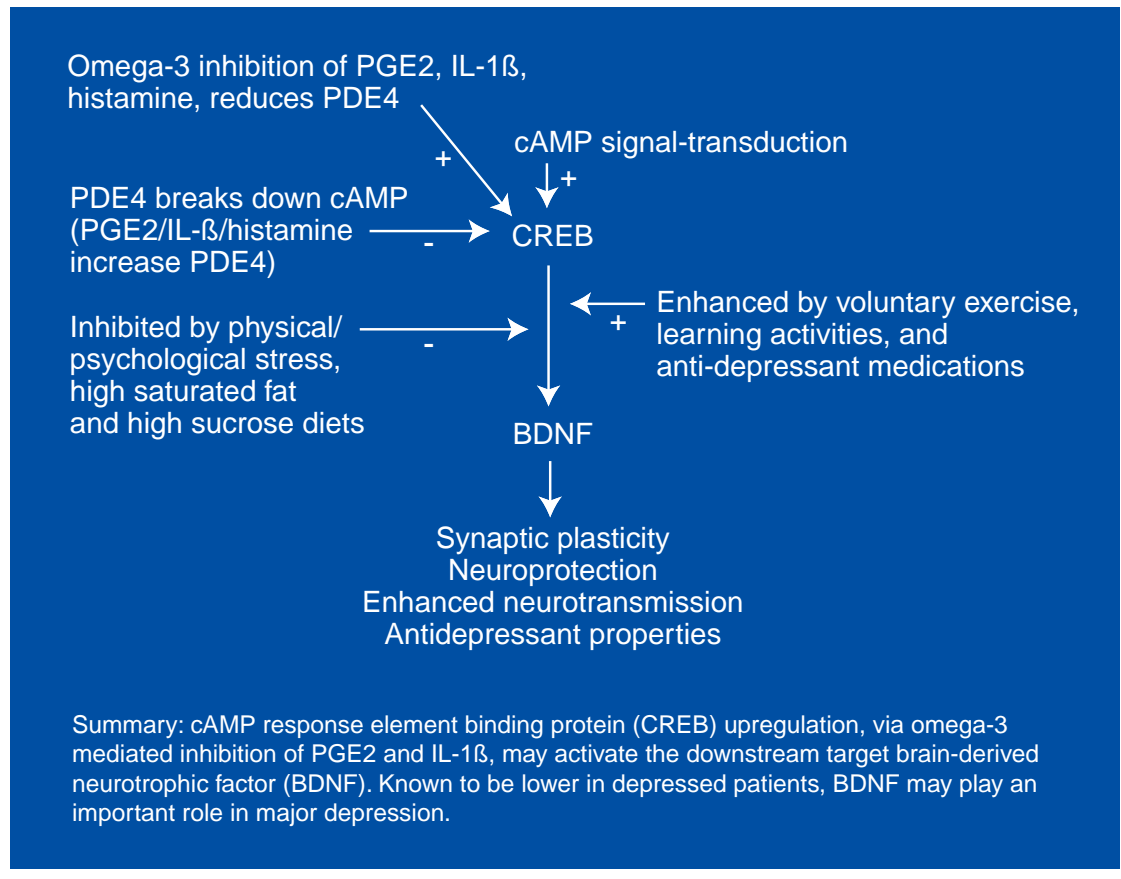 Omega-3 inhibition of PGE2, IL-1ß,
histamine, reduces PDE4
+
cAMP signal-transduction
+
PDE4 breaks down cAMP
(PGE2/IL-ß/histamine
increase PDE4)
-
CREB
Inhibited by physical/
psychological stress,
high saturated fat
and high sucrose diets
-
+
Enhanced by voluntary exercise,
learning activities, and
anti-depressant medications
BDNF
Synaptic plasticity
Neuroprotection
Enhanced neurotransmission
Antidepressant properties
Summary: cAMP response element binding protein (CREB) upregulation, via omega-3
mediated inhibition of PGE2 and IL-1ß, may activate the downstream target brain-derived
neurotrophic factor (BDNF). Known to be lower in depressed patients, BDNF may play an
important role in major depression.